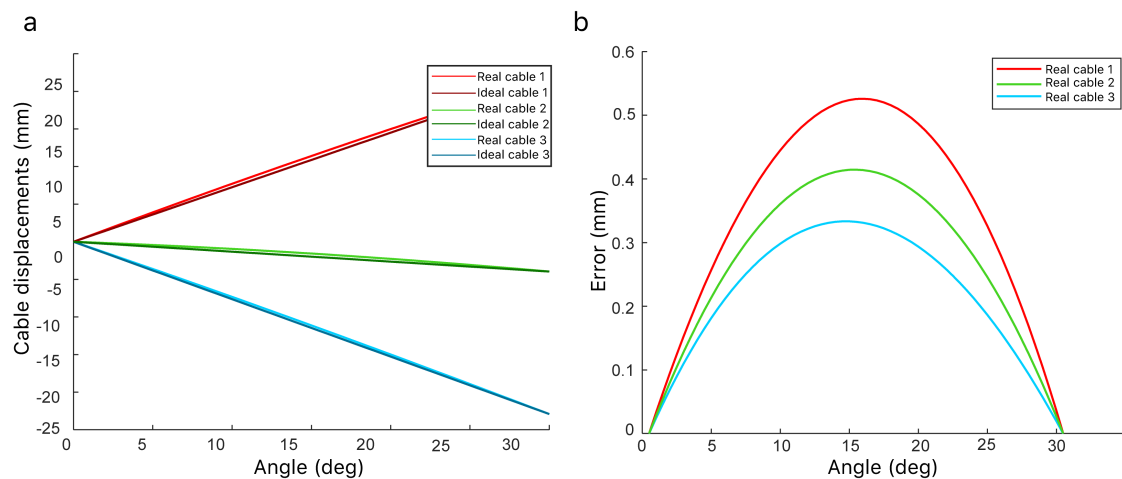 a
Cable displacements (mm)
25
20
15
10
5
0
-5
-10
-15
-20
-25
0
5
10
15
20
25
30
Angle (deg)
Real cable 1
Ideal cable 1
Real cable 2
Ideal cable 2
Real cable 3
Ideal cable 3
b
Error (mm)
0.6
0.5
0.4
0.3
0.2
0.1
0
0
5
10
15
20
25
30
Angle (deg)
Real cable 1
Real cable 2
Real cable 3